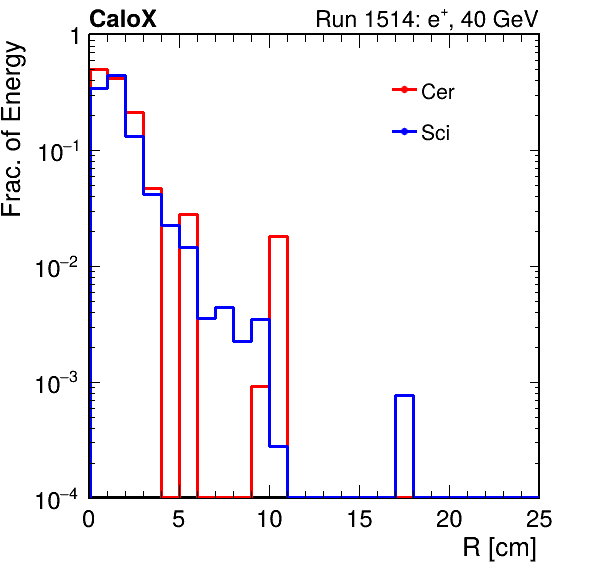 CaloX Run 1514: e⁺, 40 GeV
Frac. of Energy
1
10⁻¹
10⁻²
10⁻³
10⁻⁴
Cer
Sci
0 5 10 15 20 25
R [cm]